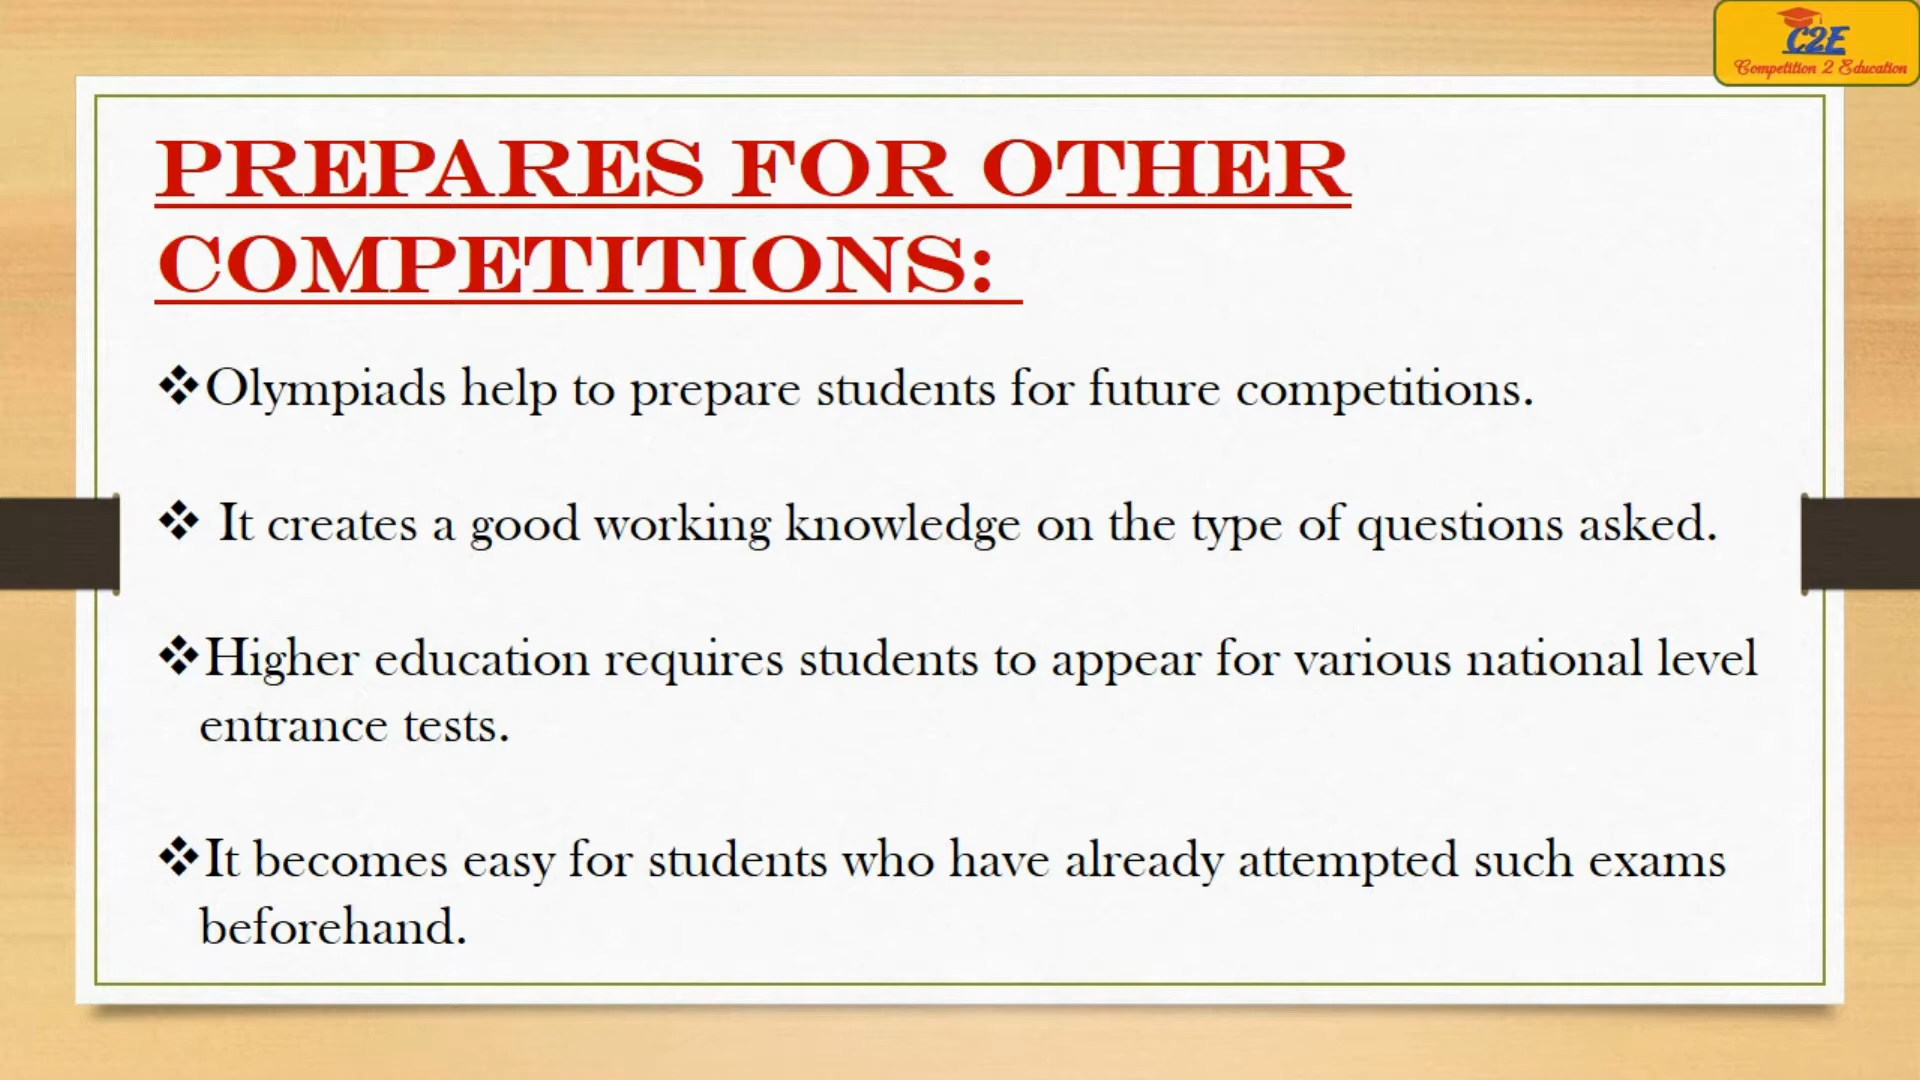 C2E
Competition 2 Education
PREPARES FOR OTHER
COMPETITIONS:
❖Olympiads help to prepare students for future competitions.
❖ It creates a good working knowledge on the type of questions asked.
❖Higher education requires students to appear for various national level
entrance tests.
❖It becomes easy for students who have already attempted such exams
beforehand.